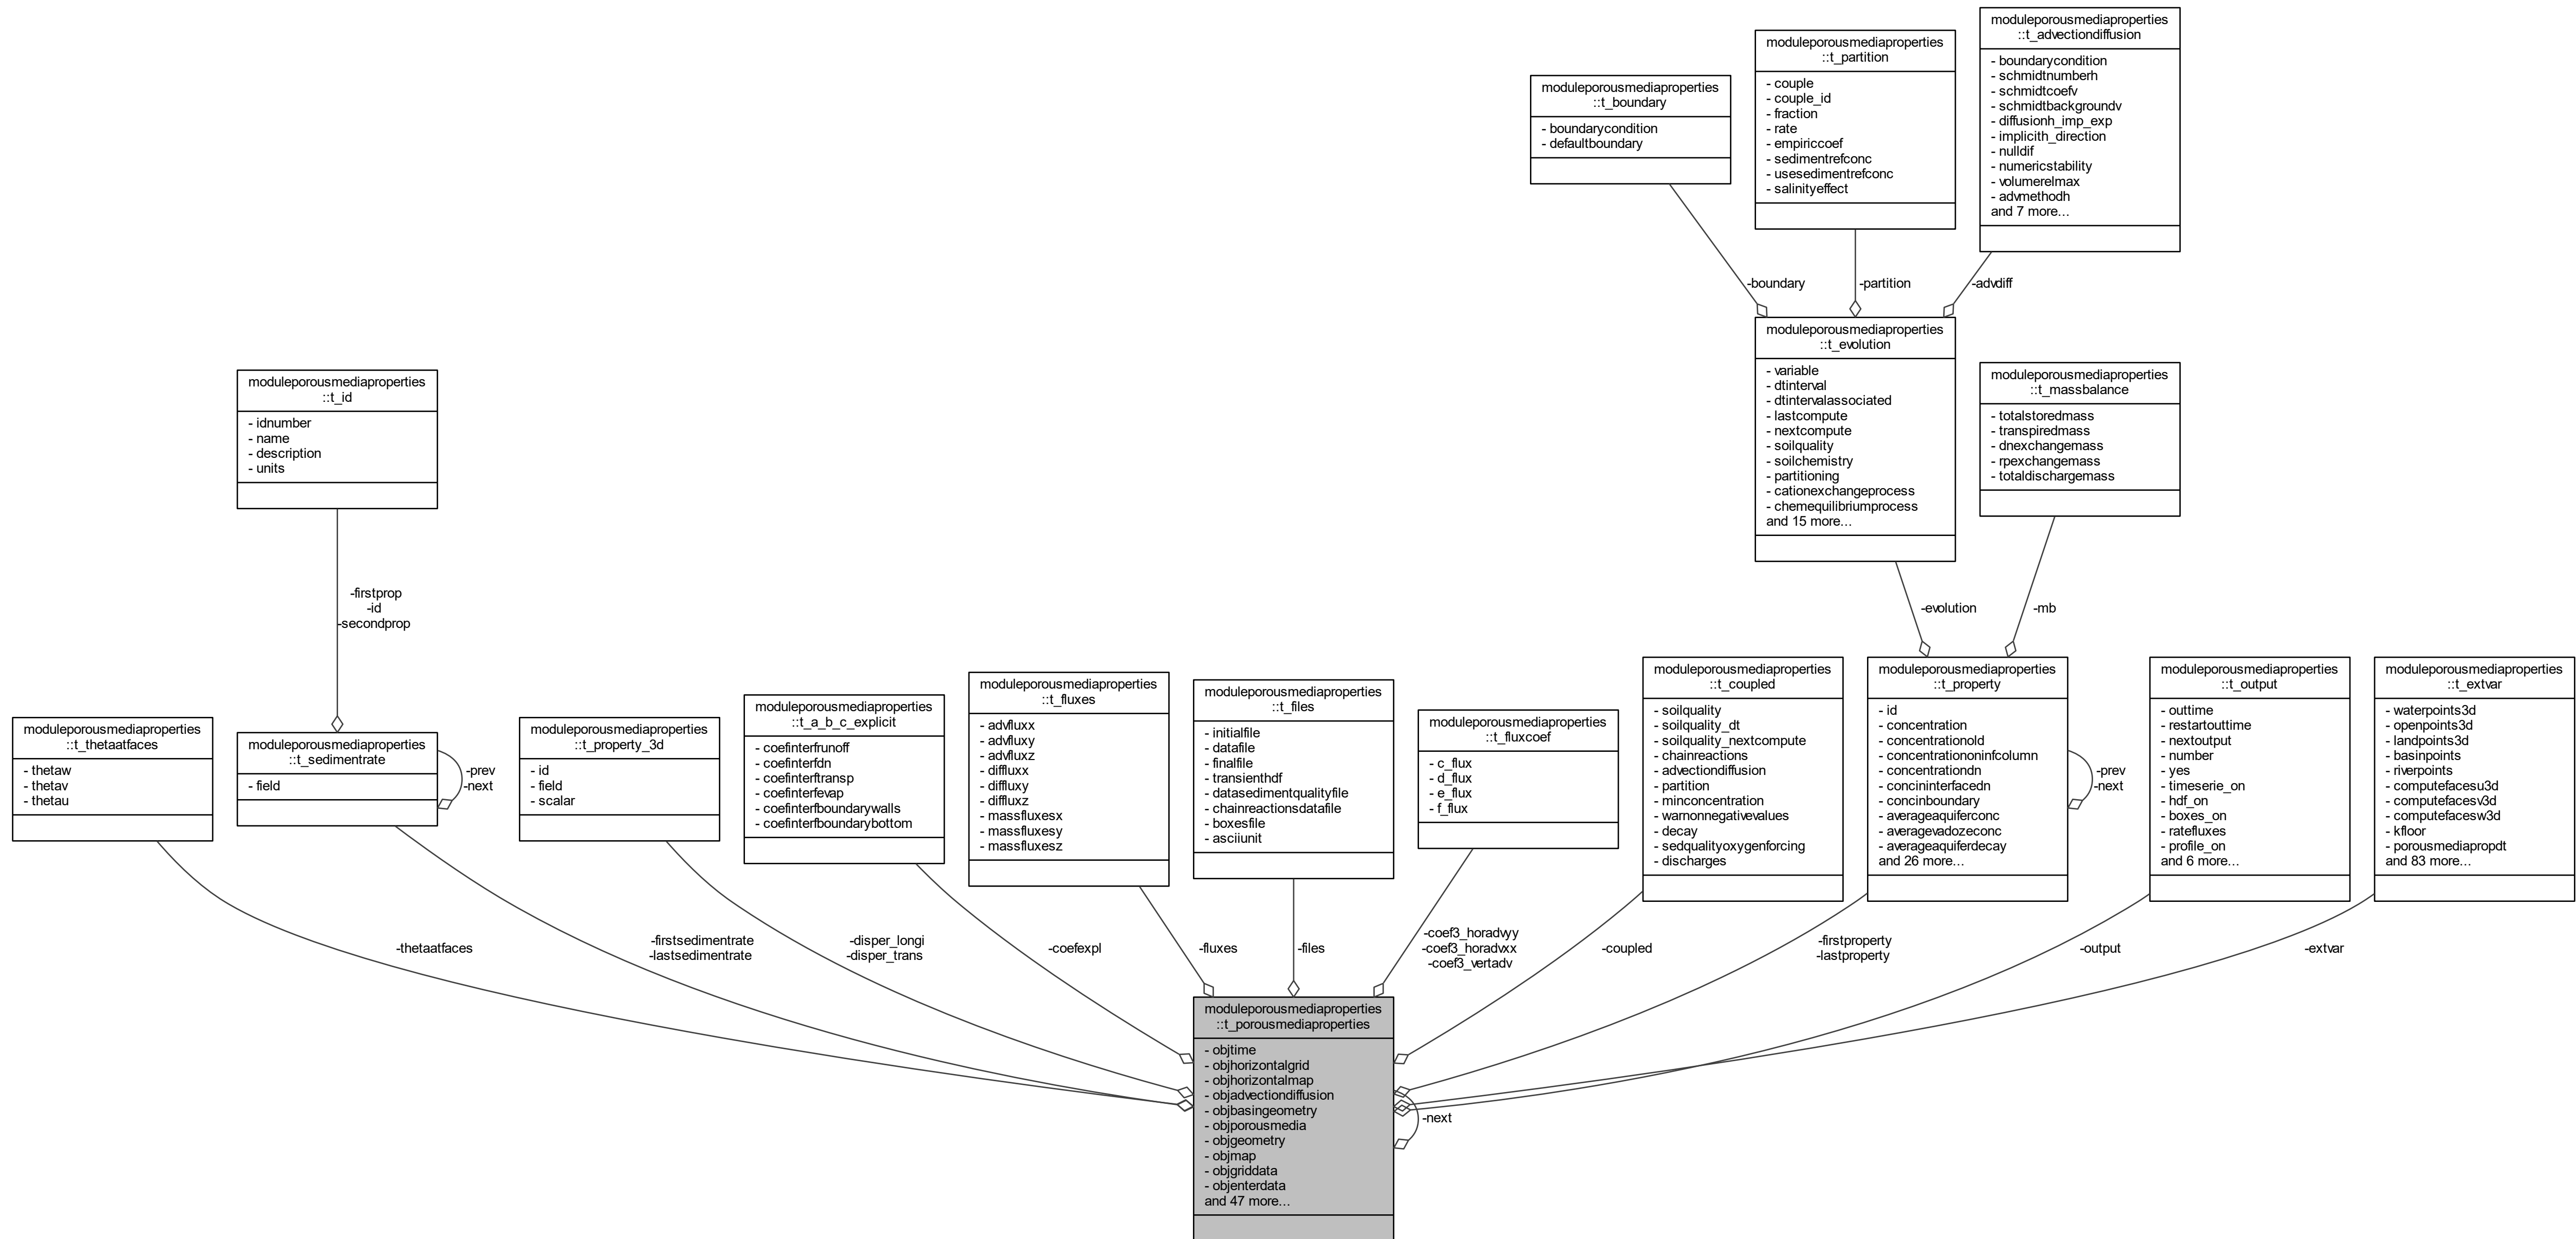 moduleporousmediaproperties
::t_advectiondiffusion
- boundarycondition
- schmidtnumberh
- schmidtcoefv
- schmidtbackgroundv
- diffusionh_imp_exp
- implicith_direction
- nulldif
- numericstability
- volumerelmax
- advmethodh
and 7 more...
moduleporousmediaproperties
::t_partition
- couple
- couple_id
- fraction
- rate
- empiriccoef
- sedimentrefconc
- usesedimentrefconc
- salinityeffect
moduleporousmediaproperties
::t_boundary
- boundarycondition
- defaultboundary
-boundary
-partition
-advdiff
moduleporousmediaproperties
::t_evolution
- variable
- dtinterval
- dtintervalassociated
- lastcompute
- nextcompute
- soilquality
- soilchemistry
- partitioning
- cationexchangeprocess
- chemequilibriumprocess
and 15 more...
moduleporousmediaproperties
::t_massbalance
- totalstoredmass
- transpiredmass
- dnexchangemass
- rpexchangemass
- totaldischargemass
moduleporousmediaproperties
::t_id
- idnumber
- name
- description
- units
-firstprop
-id
-secondprop
-evolution
-mb
moduleporousmediaproperties
::t_thetaatfaces
- thetaw
- thetav
- thetau
moduleporousmediaproperties
::t_sedimentrate
- field
-prev
-next
moduleporousmediaproperties
::t_property_3d
- id
- field
- scalar
moduleporousmediaproperties
::t_a_b_c_explicit
- coefinterfrunoff
- coefinterfdn
- coefinterftransp
- coefinterfevap
- coefinterfboundarywalls
- coefinterfboundarybottom
moduleporousmediaproperties
::t_fluxes
- advfluxx
- advfluxy
- advfluxz
- diffluxx
- diffluxy
- diffluxz
- massfluxesx
- massfluxesy
- massfluxesz
moduleporousmediaproperties
::t_files
- initialfile
- datafile
- finalfile
- transienthdf
- datasedimentqualityfile
- chainreactionsdatafile
- boxesfile
- asciiunit
moduleporousmediaproperties
::t_fluxcoef
- c_flux
- d_flux
- e_flux
- f_flux
moduleporousmediaproperties
::t_coupled
- soilquality
- soilquality_dt
- soilquality_nextcompute
- chainreactions
- advectiondiffusion
- partition
- minconcentration
- warnonnegativevalues
- decay
- sedqualityoxygenforcing
- discharges
moduleporousmediaproperties
::t_property
- id
- concentration
- concentrationold
- concentrationoninfcolumn
- concentrationdn
- concininterfacedn
- concinboundary
- averageaquiferconc
- averagevadozeconc
- averageaquiferdecay
and 26 more...
-prev
-next
moduleporousmediaproperties
::t_output
- outtime
- restartouttime
- nextoutput
- number
- yes
- timeserie_on
- hdf_on
- boxes_on
- ratefluxes
- profile_on
and 6 more...
moduleporousmediaproperties
::t_extvar
- waterpoints3d
- openpoints3d
- landpoints3d
- basinpoints
- riverpoints
- computefacesu3d
- computefacesv3d
- computefacesw3d
- kfloor
- porousmediapropdt
and 83 more...
-thetaatfaces
-firstsedimentrate
-lastsedimentrate
-disper_longi
-disper_trans
-coefexpl
-fluxes
-files
-coef3_horadvyy
-coef3_horadvxx
-coef3_vertadv
-coupled
-firstproperty
-lastproperty
-output
-extvar
moduleporousmediaproperties
::t_porousmediaproperties
- objtime
- objhorizontalgrid
- objhorizontalmap
- objadvectiondiffusion
- objbasingeometry
- objporousmedia
- objgeometry
- objmap
- objgriddata
- objenterdata
and 47 more...
-next